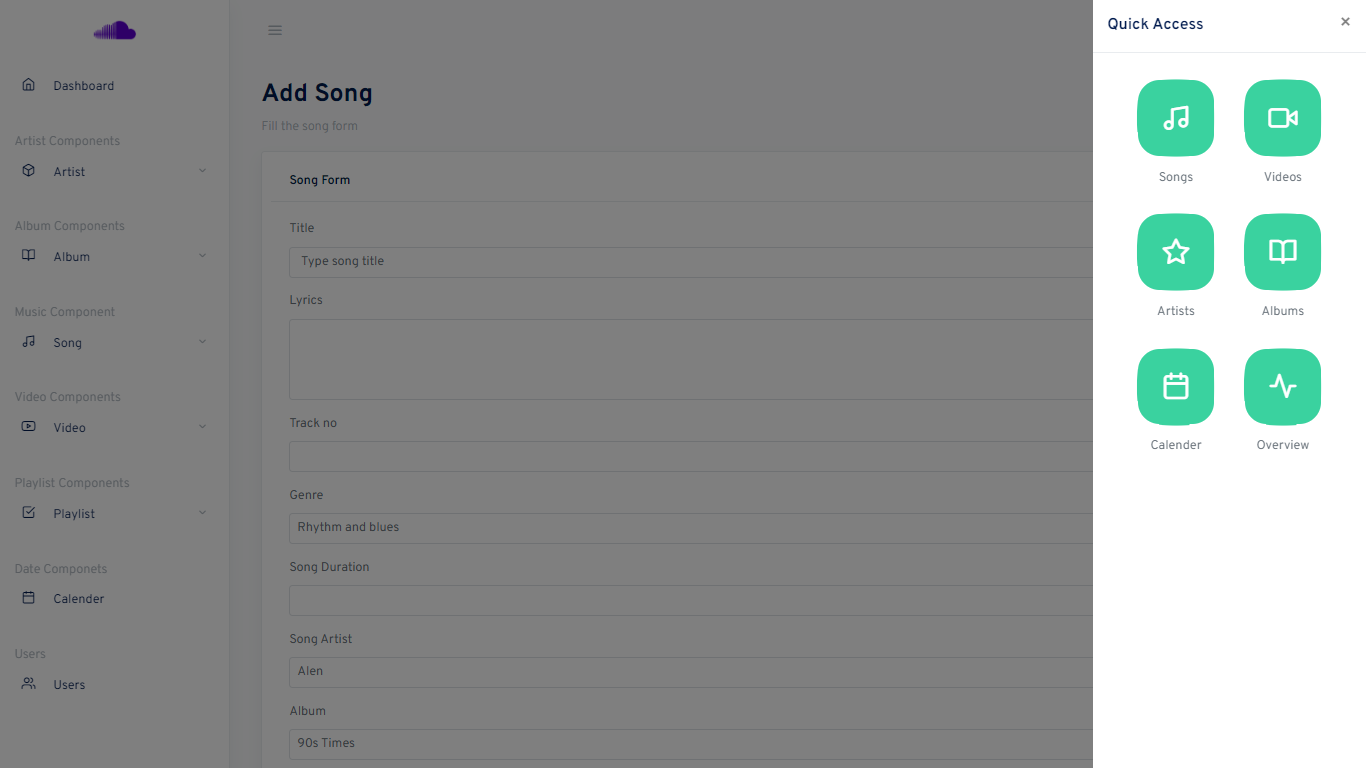 Dashboard
Artist Components
Artist
Album Components
Album
Music Component
Song
Video Components
Video
Playlist Components
Playlist
Date Componets
Calender
Users
Users
Add Song
Fill the song form
Song Form
Title
Type song title
Lyrics
Track no
Genre
Rhythm and blues
Song Duration
Song Artist
Alen
Album
90s Times
Quick Access
×
Songs
Videos
Artists
Albums
Calender
Overview